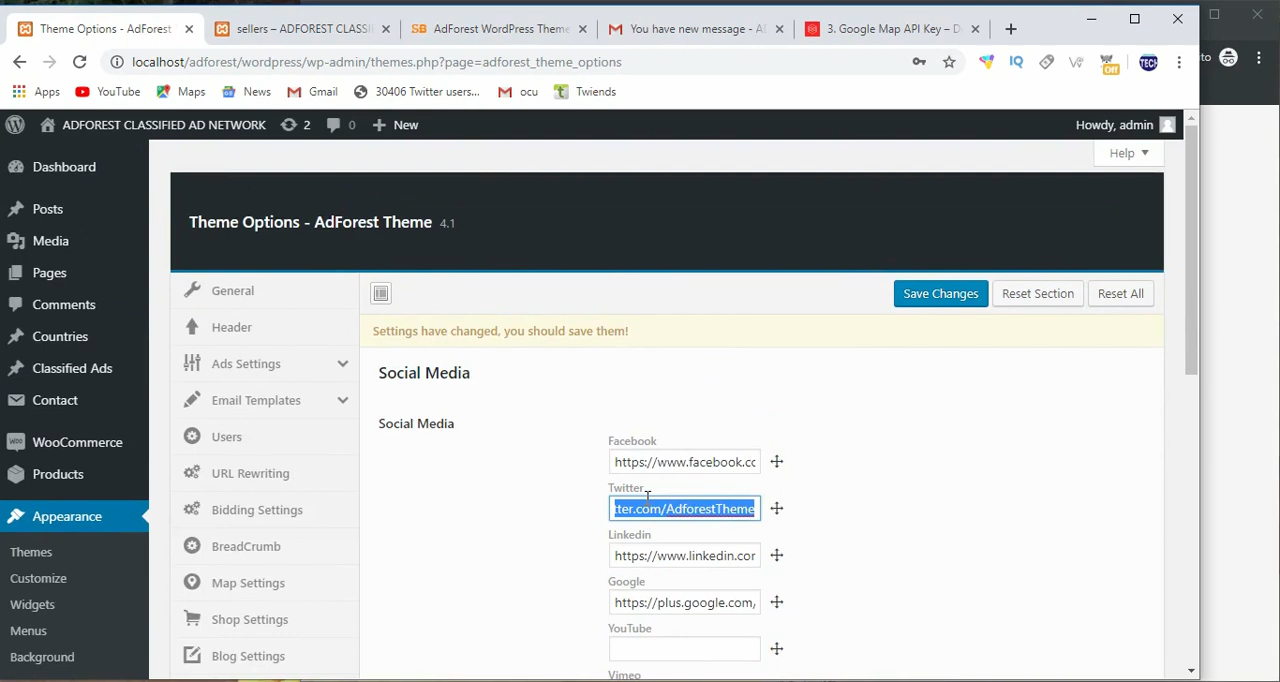 Theme Options - AdForest
sellers – ADFOREST CLASSIFI
SB AdForest WordPress Theme
You have new message - A
3. Google Map API Key – D
localhost/adforest/wordpress/wp-admin/themes.php?page=adforest_theme_options
IQ
Off
TECH
to
Apps
YouTube
Maps
News
Gmail
30406 Twitter users...
ocu
Twiends
ADFOREST CLASSIFIED AD NETWORK
2
0
New
Howdy, admin
Help
Dashboard
Posts
Media
Pages
Comments
Countries
Classified Ads
Contact
WooCommerce
Products
Appearance
Themes
Customize
Widgets
Menus
Background
Theme Options - AdForest Theme 4.1
General
Header
Ads Settings
Email Templates
Users
URL Rewriting
Bidding Settings
BreadCrumb
Map Settings
Shop Settings
Blog Settings
Save Changes
Reset Section
Reset All
Settings have changed, you should save them!
Social Media
Social Media
Facebook
https://www.facebook.cc
Twitter
tter.com/AdforestTheme
Linkedin
https://www.linkedin.cor
Google
https://plus.google.com,
YouTube
Vimeo